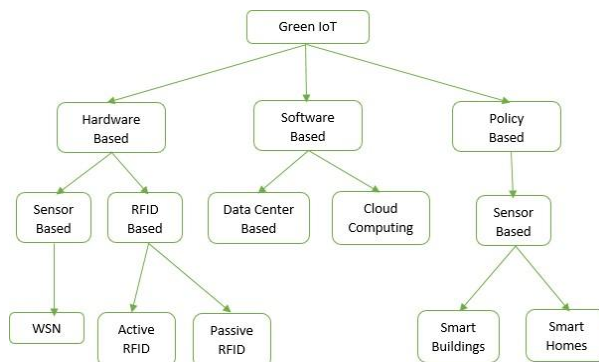 Green IoT
Hardware
Based
Software
Based
Policy
Based
Sensor
Based
RFID
Based
Data Center
Based
Cloud
Computing
Sensor
Based
WSN
Active
RFID
Passive
RFID
Smart
Buildings
Smart
Homes